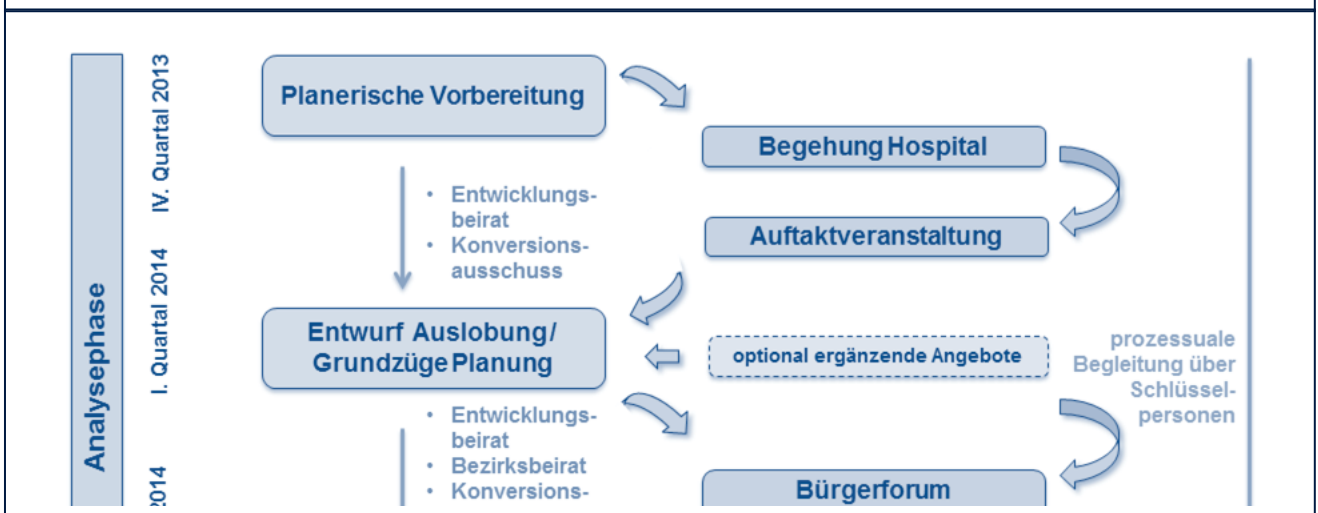 Analysephase
IV. Quartal 2013
I. Quartal 2014
2014
Planerische Vorbereitung
Begehung Hospital
• Entwicklungs-
beirat
• Konversions-
ausschuss
Auftaktveranstaltung
Entwurf Auslobung/
Grundzüge Planung
optional ergänzende Angebote
prozessuale
Begleitung über
Schlüssel-
personen
• Entwicklungs-
beirat
• Bezirksbeirat
• Konversions-
Bürgerforum